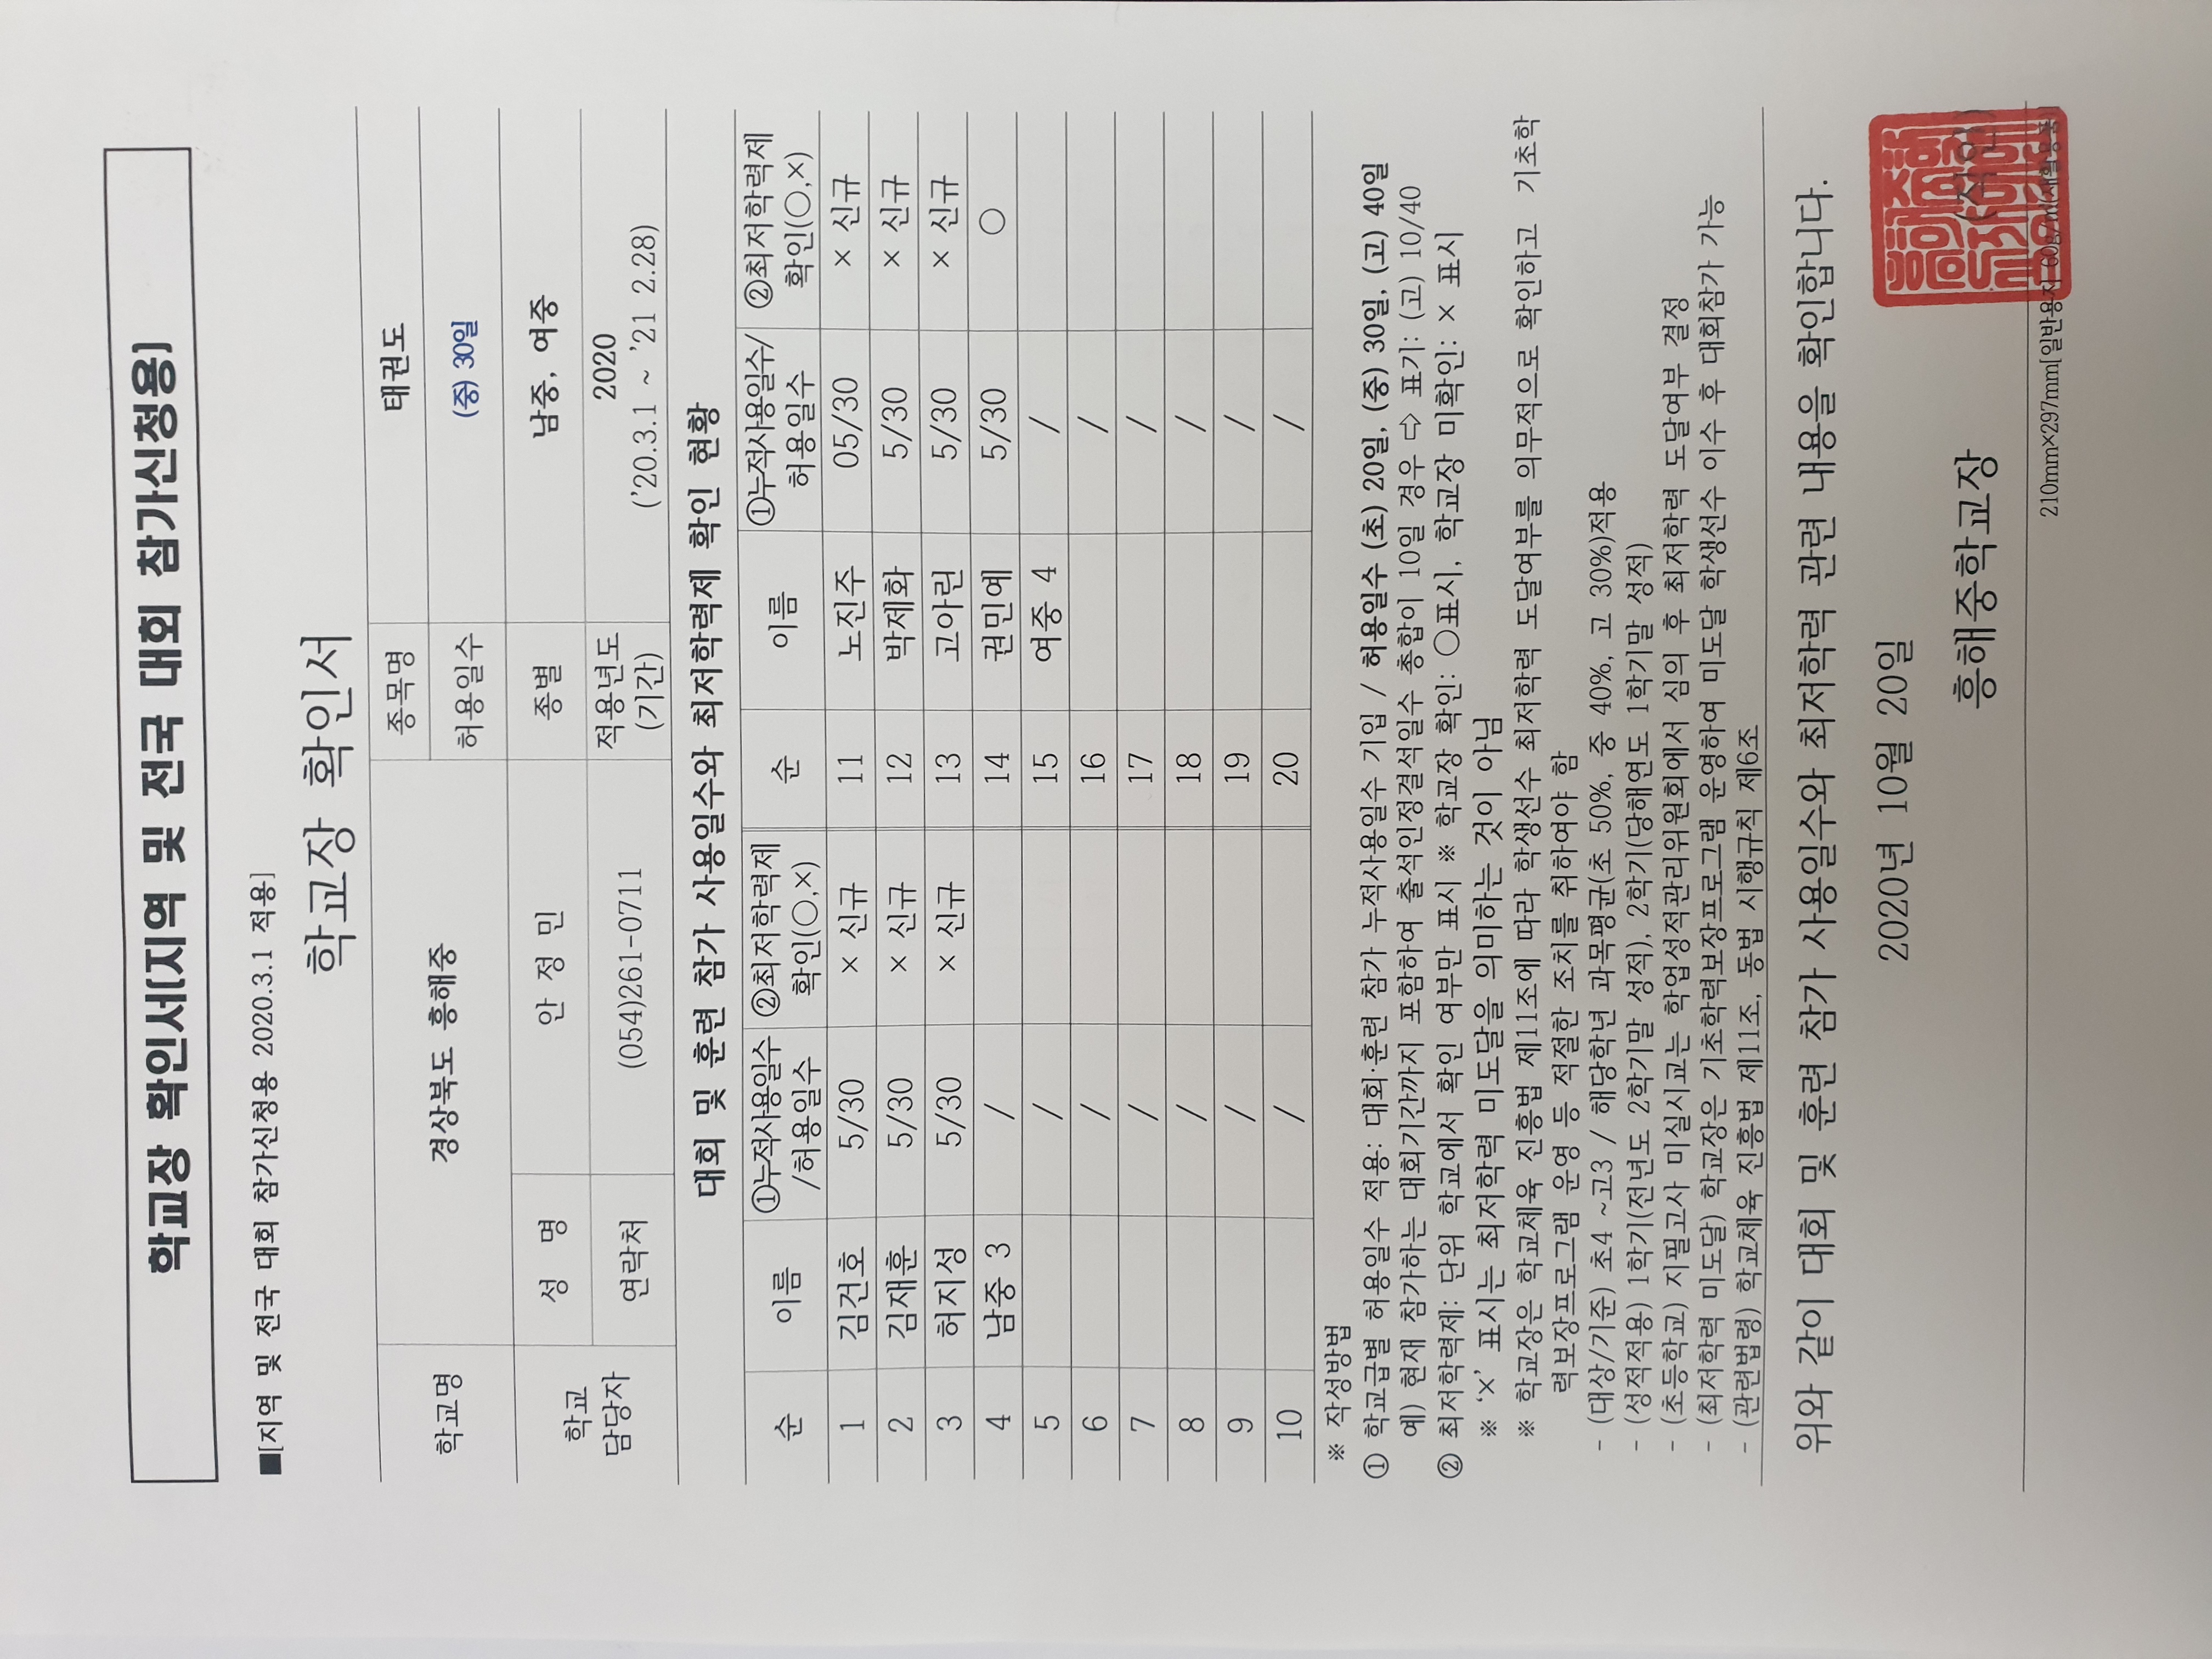 학교장 확인서(지역 및 전국 대회 참가신청용)
■[지역 및 전국 대회 참가신청용 2020.3.1 적용]
학교장 확인서
학교명 경상북도 흥해중 종목명 태권도
허용일수 (중) 30일
학교 담당자 성 명 안 정 민 종별 남중, 여중
연락처 (054)261-0711 적용년도 (기간) 2020 ('20.3.1 ~ '21 2.28)
대회 및 훈련 참가 사용일수와 최저학력제 확인 현황
순 이름 ①누적사용일수/허용일수 ②최저학력제 확인(○,×) 순 이름 ①누적사용일수/허용일수 ②최저학력제 확인(○,×)
1 김건호 5/30 × 신규 11 노진주 05/30 × 신규
2 김재훈 5/30 × 신규 12 박제화 5/30 × 신규
3 허지성 5/30 × 신규 13 고아린 5/30 × 신규
4 남중 3 / 14 권민예 5/30 ○
5 / 15 여중 4 /
6 / 16 /
7 / 17 /
8 / 18 /
9 / 19 /
10 / 20 /
※ 작성방법
① 학교급별 허용일수 적용: 대회·훈련 참가 누적사용일수 기입 / 허용일수 (초) 20일, (중) 30일, (고) 40일
예) 현재 참가하는 대회기간까지 포함하여 출석인정결석일수 총합이 10일 경우 ⇨ 표기: (고) 10/40
② 최저학력제: 단위 학교에서 확인 여부만 표시 ※ 학교장 확인: ○표시, 학교장 미확인: × 표시
※ '×' 표시는 최저학력 미도달을 의미하는 것이 아님
※ 학교장은 학교체육 진흥법 제11조에 따라 학생선수 최저학력 도달여부를 의무적으로 확인하고 기초학
력보장프로그램 운영 등 적절한 조치를 취하여야 함
- (대상/기준) 초4 ~고3 / 해당학년 과목평균(초 50%, 중 40%, 고 30%)적용
- (성적적용) 1학기(전년도 2학기말 성적), 2학기(당해연도 1학기말 성적)
- (초등학교) 지필고사 미실시교는 학업성적관리위원회에서 심의 후 최저학력 도달여부 결정
- (최저학력 미도달) 학교장은 기초학력보장프로그램 운영하여 미도달 학생선수 이수 후 대회참가 가능
- (관련법령) 학교체육 진흥법 제11조, 동법 시행규칙 제6조
위와 같이 대회 및 훈련 참가 사용일수와 최저학력 관련 내용을 확인합니다.
2020년 10월 20일
흥해중학교장 (직인)
210mm×297mm[일반용지 60g/㎡(재활용품)]